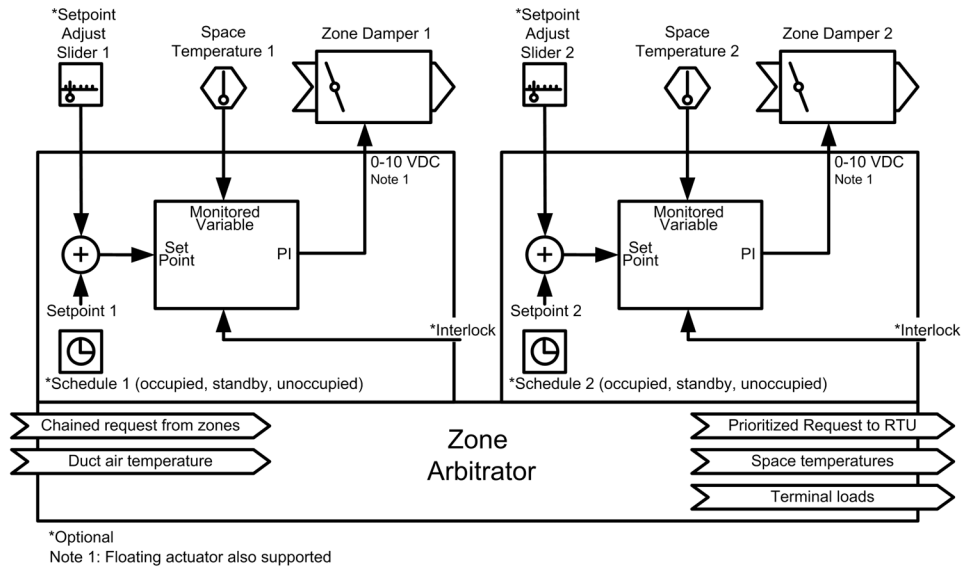 *Setpoint
Adjust
Slider 1
Space
Temperature 1
Zone Damper 1
*Setpoint
Adjust
Slider 2
Space
Temperature 2
Zone Damper 2
0-10 VDC
Note 1
Monitored
Variable
Set
Point
PI
+
Setpoint 1
*Interlock
*Schedule 1 (occupied, standby, unoccupied)
0-10 VDC
Note 1
Monitored
Variable
Set
Point
PI
+
Setpoint 2
*Interlock
*Schedule 2 (occupied, standby, unoccupied)
Chained request from zones
Duct air temperature
Zone
Arbitrator
Prioritized Request to RTU
Space temperatures
Terminal loads
*Optional
Note 1: Floating actuator also supported